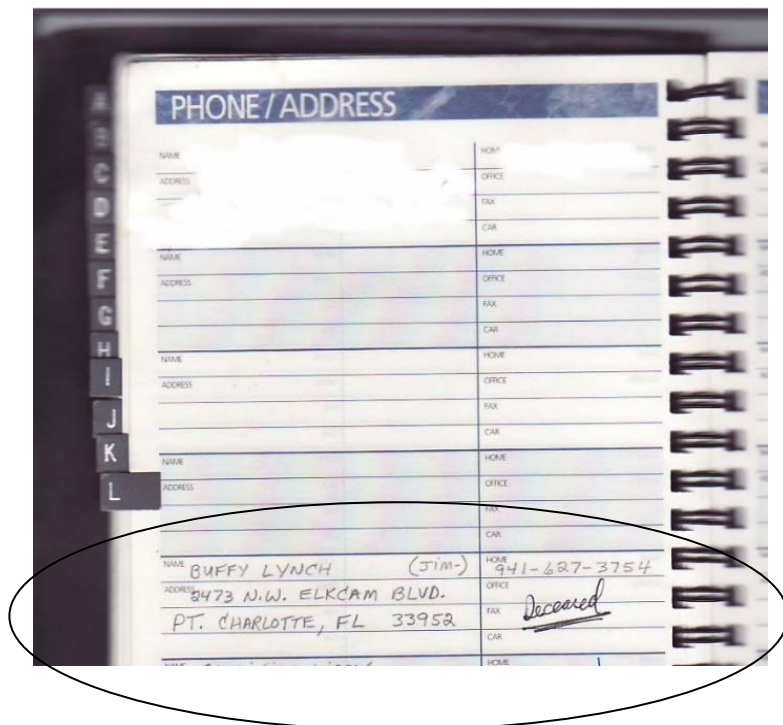 PHONE / ADDRESS
A
B
C
D
E
F
G
H
I
J
K
L
NAME HOME
ADDRESS OFFICE
FAX
CAR
NAME HOME
ADDRESS OFFICE
FAX
CAR
NAME HOME
ADDRESS OFFICE
FAX
CAR
NAME HOME
ADDRESS OFFICE
FAX
CAR
NAME BUFFY LYNCH (Jim-) HOME 941-627-3754
ADDRESS 2473 N.W. ELKCAM BLVD. OFFICE
PT. CHARLOTTE, FL 33952 FAX Deceased
CAR
NAME HOME